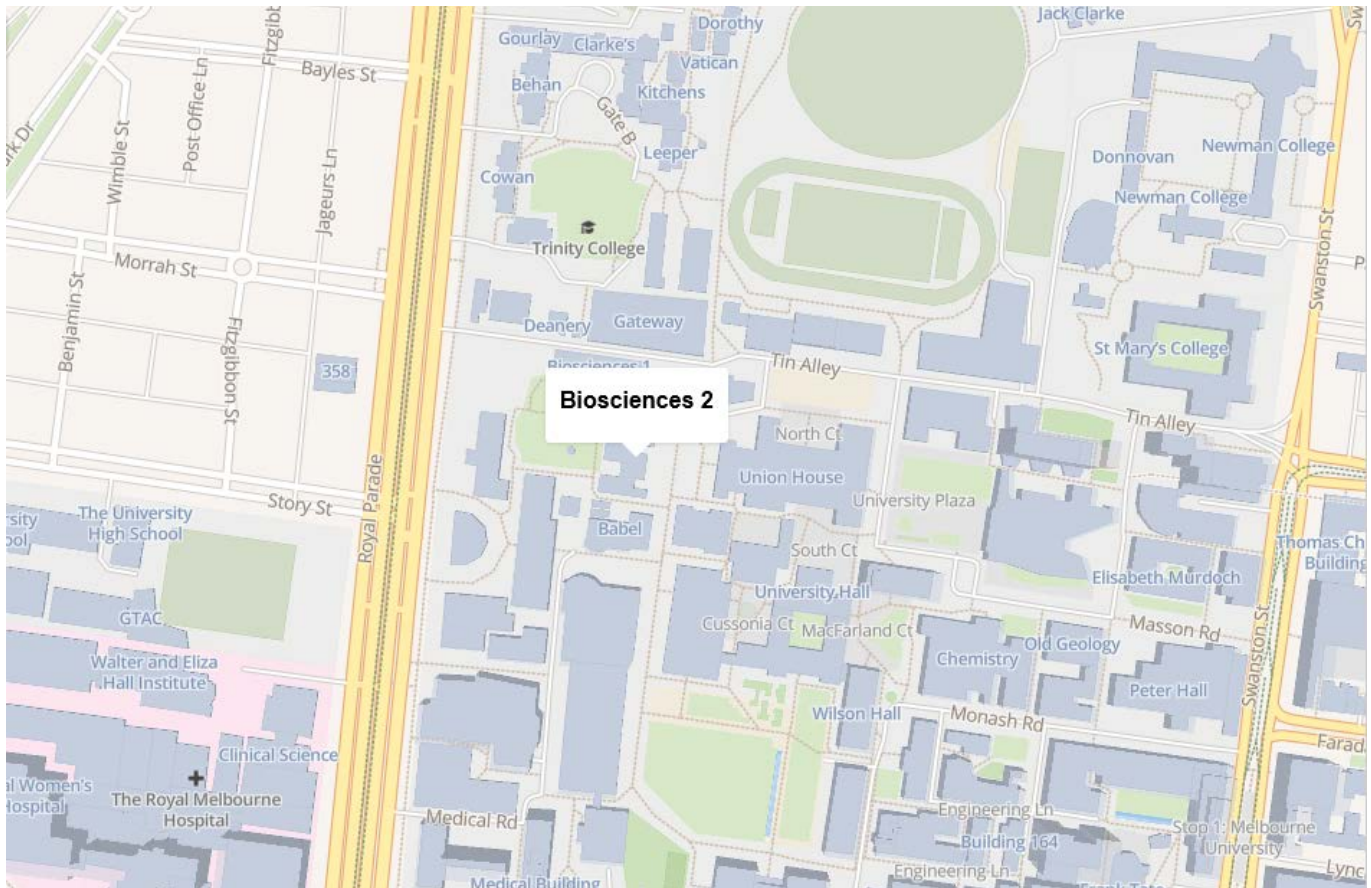 Jack Clarke
Dorothy
Gourlay
Clarke's
Vatican
Behan
Kitchens
Bayles St
Post Office Ln
Wimble St
Gate B
Leeper
Donnovan
Newman College
Cowan
Jageurs Ln
Newman College
Trinity College
Morrah St
Swanston St
Benjamin St
Fitzgibbon St
Deanery
Gateway
St Mary's College
358
Biosciences 1
Tin Alley
Biosciences 2
Tin Alley
North Ct
Union House
University Plaza
Royal Parade
Story St
The University
High School
Babel
South Ct
Elisabeth Murdoch
University Hall
GTAC
Cussonia Ct
MacFarland Ct
Masson Rd
Old Geology
Chemistry
Walter and Eliza
Hall Institute
Peter Hall
Swanston St
Wilson Hall
Monash Rd
Clinical Science
The Royal Melbourne
Hospital
Medical Rd
Engineering Ln
Building 164
Stop 1: Melbourne
University
Engineering Ln
Medical Building